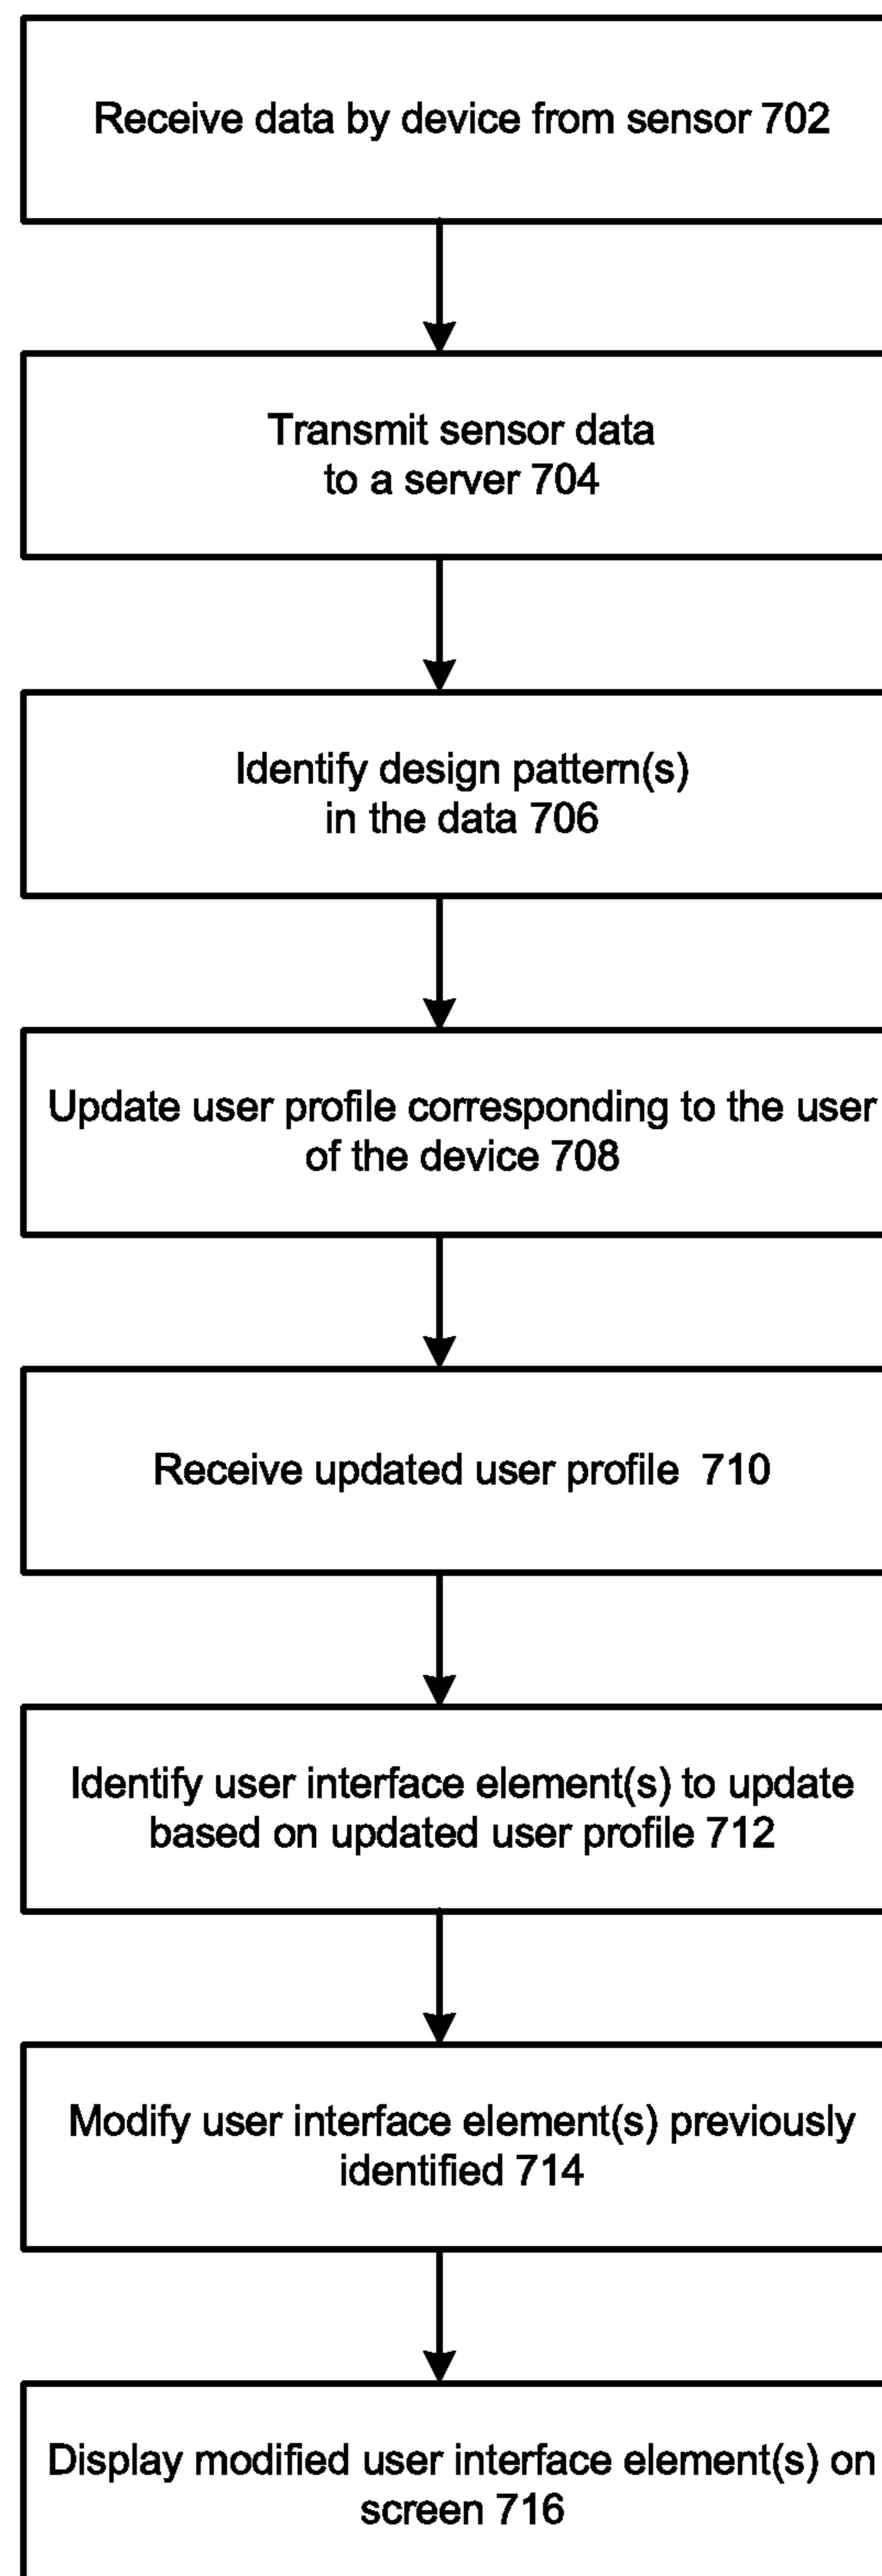 Receive data by device from sensor 702
Transmit sensor data
to a server 704
Identify design pattern(s)
in the data 706
Update user profile corresponding to the user
of the device 708
Receive updated user profile 710
Identify user interface element(s) to update
based on updated user profile 712
Modify user interface element(s) previously
identified 714
Display modified user interface element(s) on
screen 716